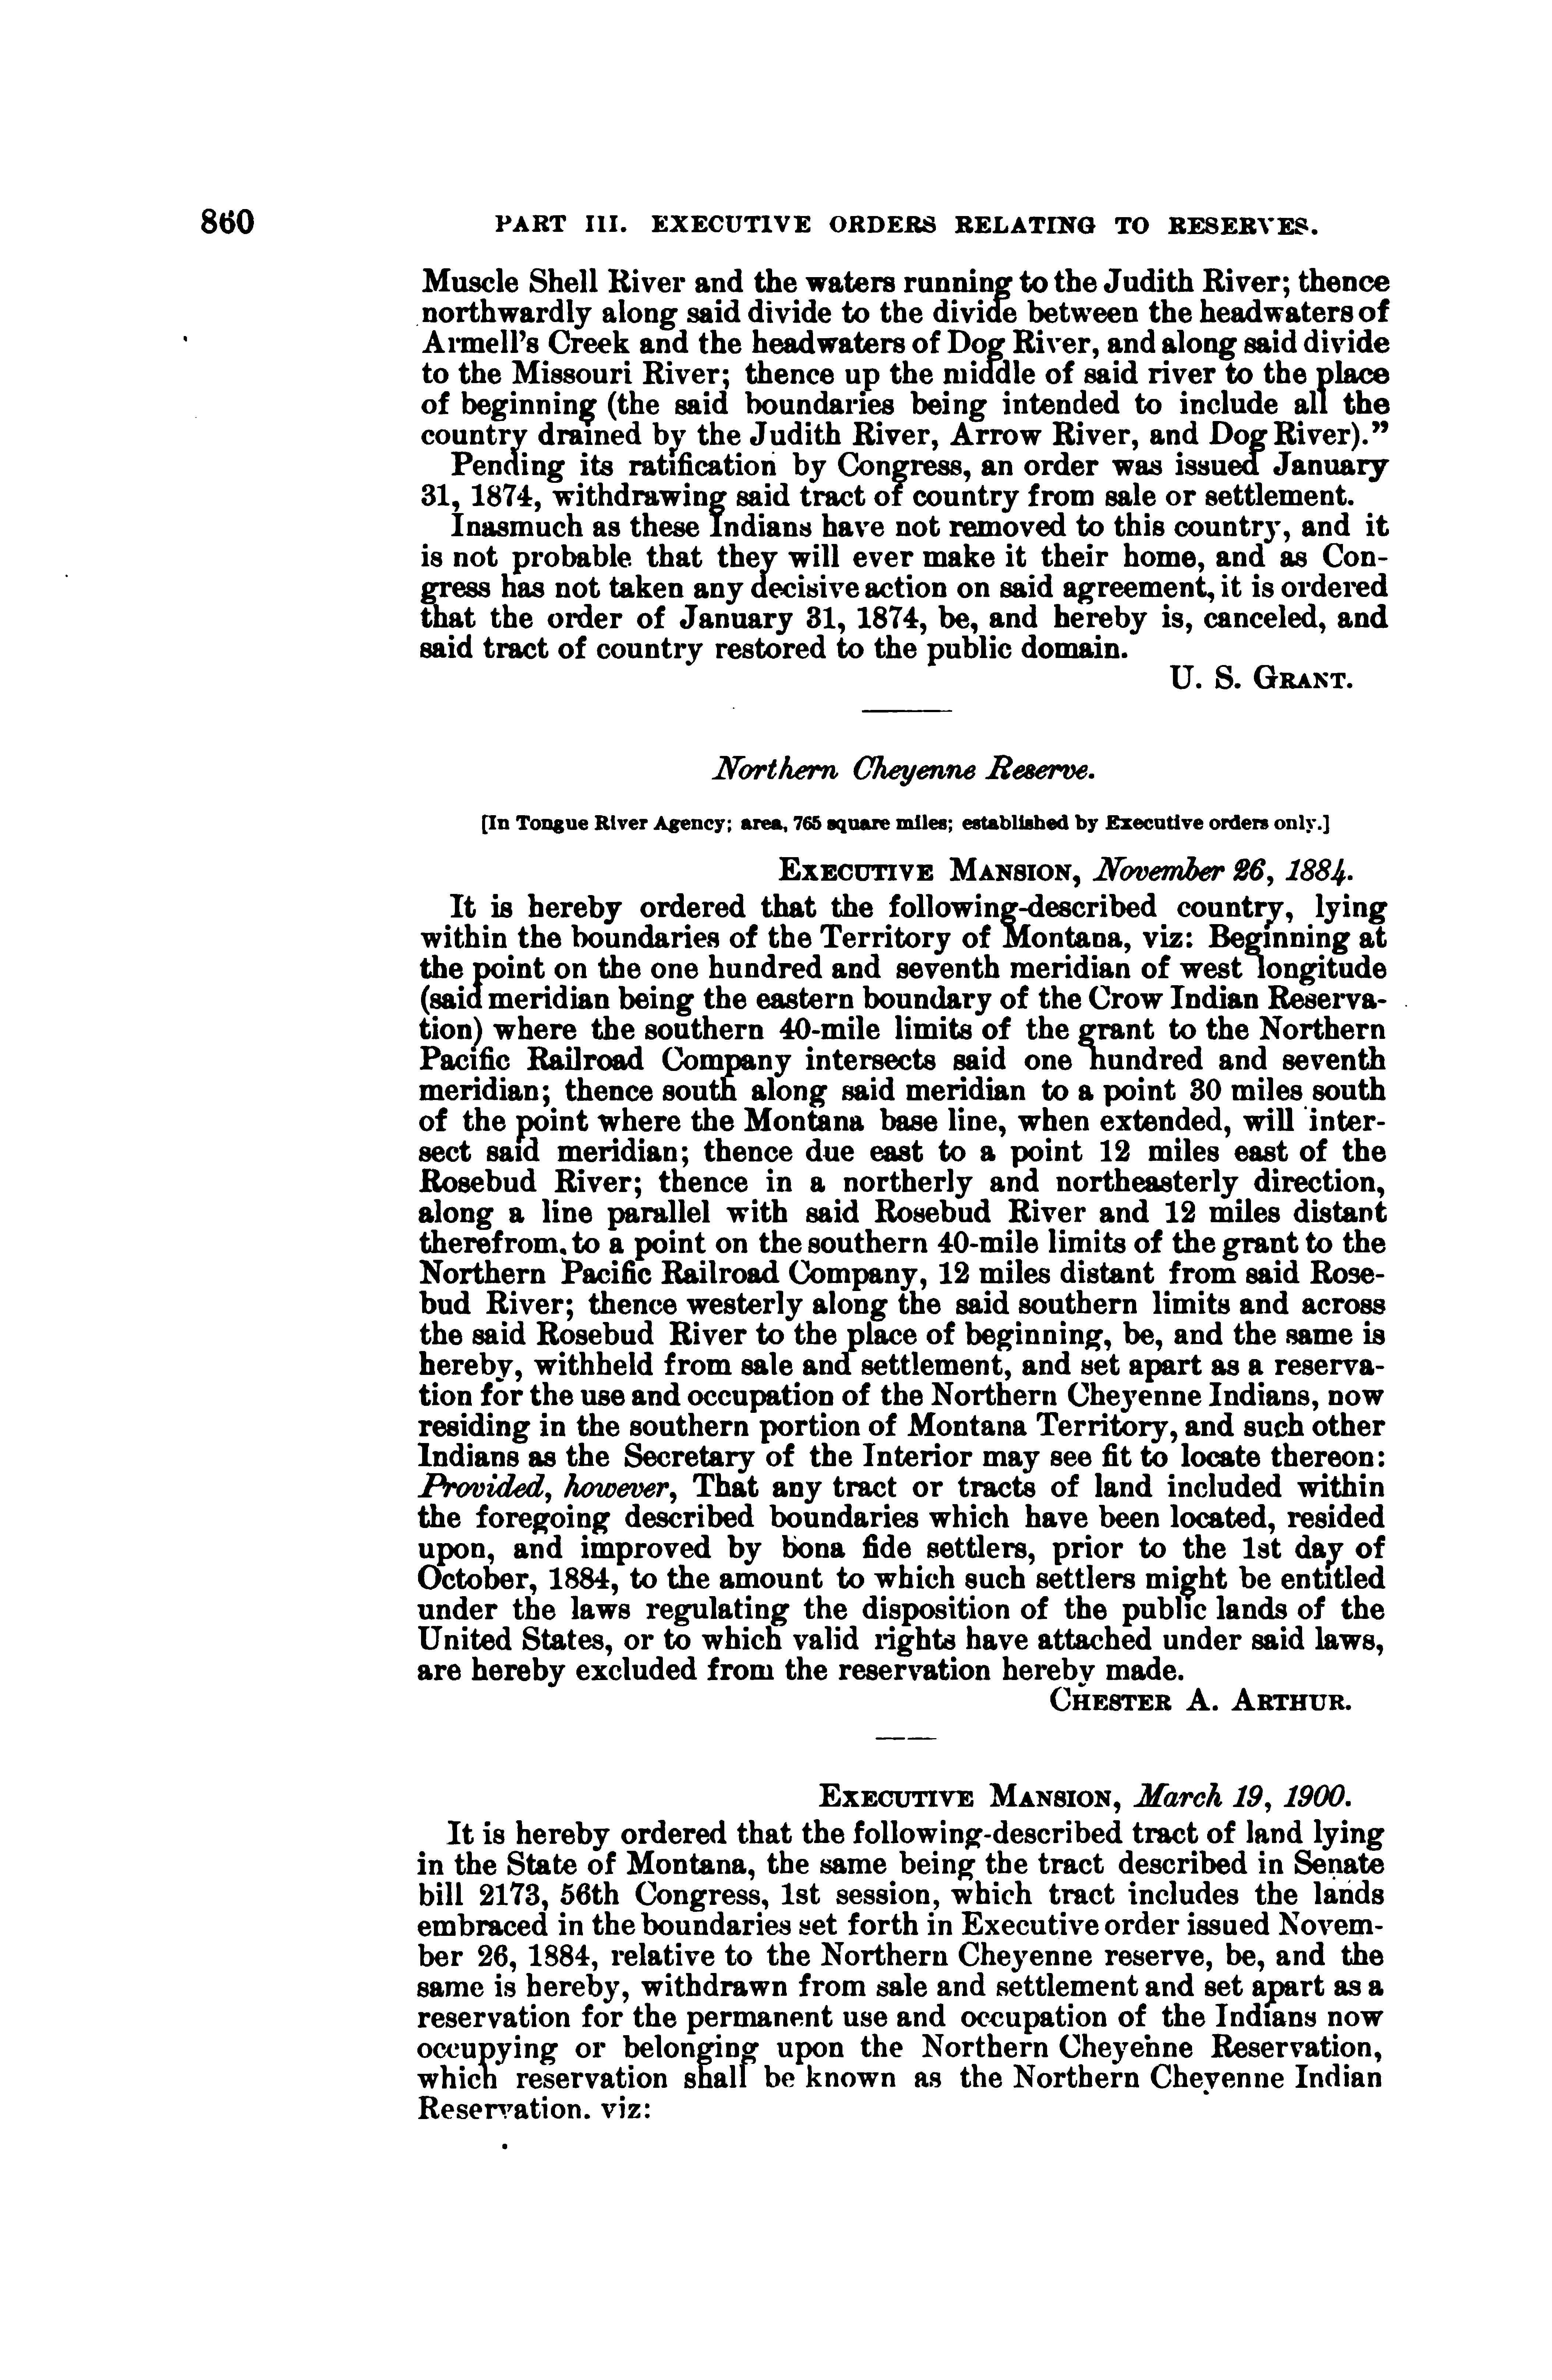 860 PART III. EXECUTIVE ORDERS RELATING TO RESERVES.
Muscle Shell River and the waters running to the Judith River; thence
northwardly along said divide to the divide between the headwaters of
Armell's Creek and the headwaters of Dog River, and along said divide
to the Missouri River; thence up the middle of said river to the place
of beginning (the said boundaries being intended to include all the
country drained by the Judith River, Arrow River, and Dog River)."
Pending its ratification by Congress, an order was issued January
31, 1874, withdrawing said tract of country from sale or settlement.
Inasmuch as these Indians have not removed to this country, and it
is not probable that they will ever make it their home, and as Con-
gress has not taken any decisive action on said agreement, it is ordered
that the order of January 31, 1874, be, and hereby is, canceled, and
said tract of country restored to the public domain.
U. S. GRANT.
Northern Cheyenne Reserve.
[In Tongue River Agency; area, 765 square miles; established by Executive orders only.]
EXECUTIVE MANSION, November 26, 1884.
It is hereby ordered that the following-described country, lying
within the boundaries of the Territory of Montana, viz: Beginning at
the point on the one hundred and seventh meridian of west longitude
(said meridian being the eastern boundary of the Crow Indian Reserva-
tion) where the southern 40-mile limits of the grant to the Northern
Pacific Railroad Company intersects said one hundred and seventh
meridian; thence south along said meridian to a point 30 miles south
of the point where the Montana base line, when extended, will inter-
sect said meridian; thence due east to a point 12 miles east of the
Rosebud River; thence in a northerly and northeasterly direction,
along a line parallel with said Rosebud River and 12 miles distant
therefrom, to a point on the southern 40-mile limits of the grant to the
Northern Pacific Railroad Company, 12 miles distant from said Rose-
bud River; thence westerly along the said southern limits and across
the said Rosebud River to the place of beginning, be, and the same is
hereby, withheld from sale and settlement, and set apart as a reserva-
tion for the use and occupation of the Northern Cheyenne Indians, now
residing in the southern portion of Montana Territory, and such other
Indians as the Secretary of the Interior may see fit to locate thereon:
Provided, however, That any tract or tracts of land included within
the foregoing described boundaries which have been located, resided
upon, and improved by bona fide settlers, prior to the 1st day of
October, 1884, to the amount to which such settlers might be entitled
under the laws regulating the disposition of the public lands of the
United States, or to which valid rights have attached under said laws,
are hereby excluded from the reservation hereby made.
CHESTER A. ARTHUR.
EXECUTIVE MANSION, March 19, 1900.
It is hereby ordered that the following-described tract of land lying
in the State of Montana, the same being the tract described in Senate
bill 2173, 56th Congress, 1st session, which tract includes the lands
embraced in the boundaries set forth in Executive order issued Novem-
ber 26, 1884, relative to the Northern Cheyenne reserve, be, and the
same is hereby, withdrawn from sale and settlement and set apart as a
reservation for the permanent use and occupation of the Indians now
occupying or belonging upon the Northern Cheyenne Reservation,
which reservation shall be known as the Northern Cheyenne Indian
Reservation. viz: